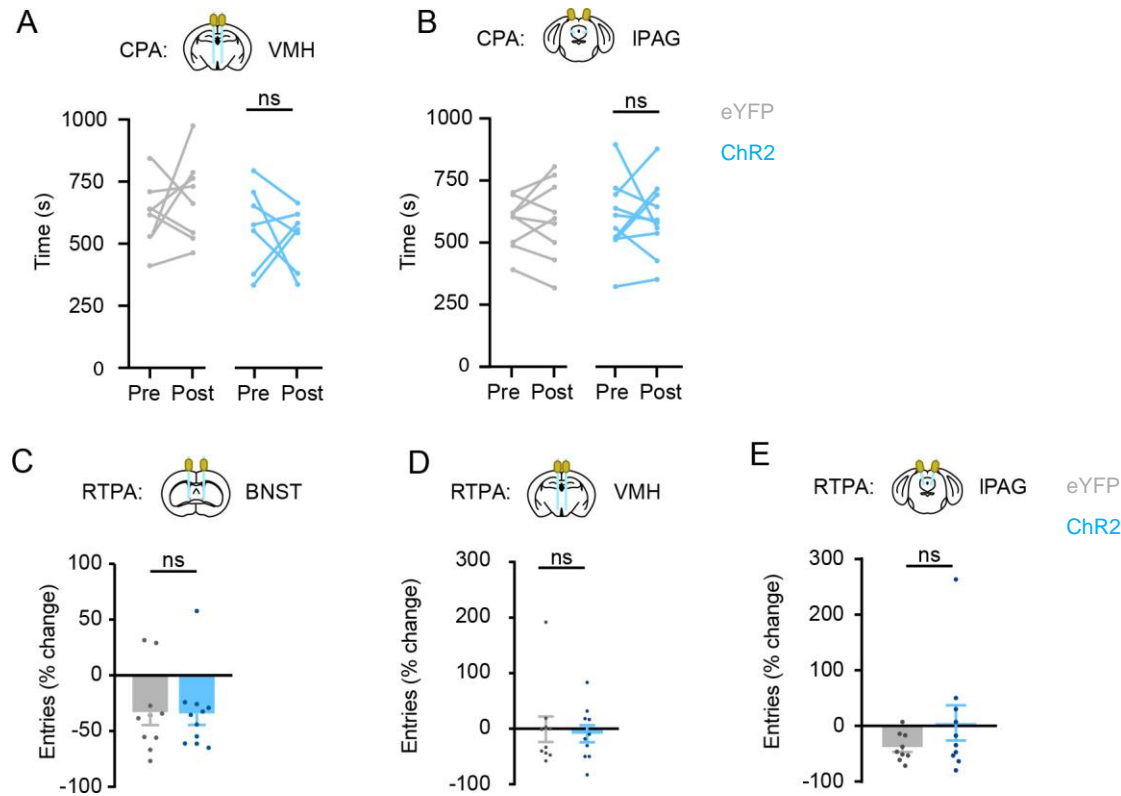 A
CPA: VMH
ns
Time (s)
1000
750
500
250
0
Pre Post Pre Post
B
CPA: lPAG
ns
eYFP
ChR2
Time (s)
1000
750
500
250
0
Pre Post Pre Post
C
RTPA: BNST
ns
Entries (% change)
100
50
0
-50
-100
D
RTPA: VMH
ns
Entries (% change)
300
200
100
0
-100
E
RTPA: lPAG
eYFP
ChR2
ns
Entries (% change)
300
200
100
0
-100